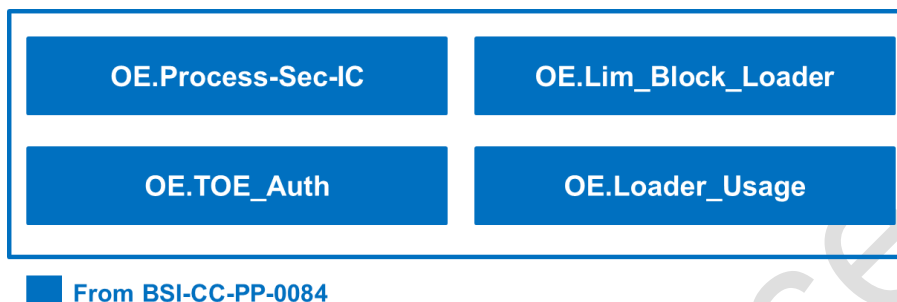 OE.Process-Sec-IC
OE.Lim_Block_Loader
OE.TOE_Auth
OE.Loader_Usage
From BSI-CC-PP-0084